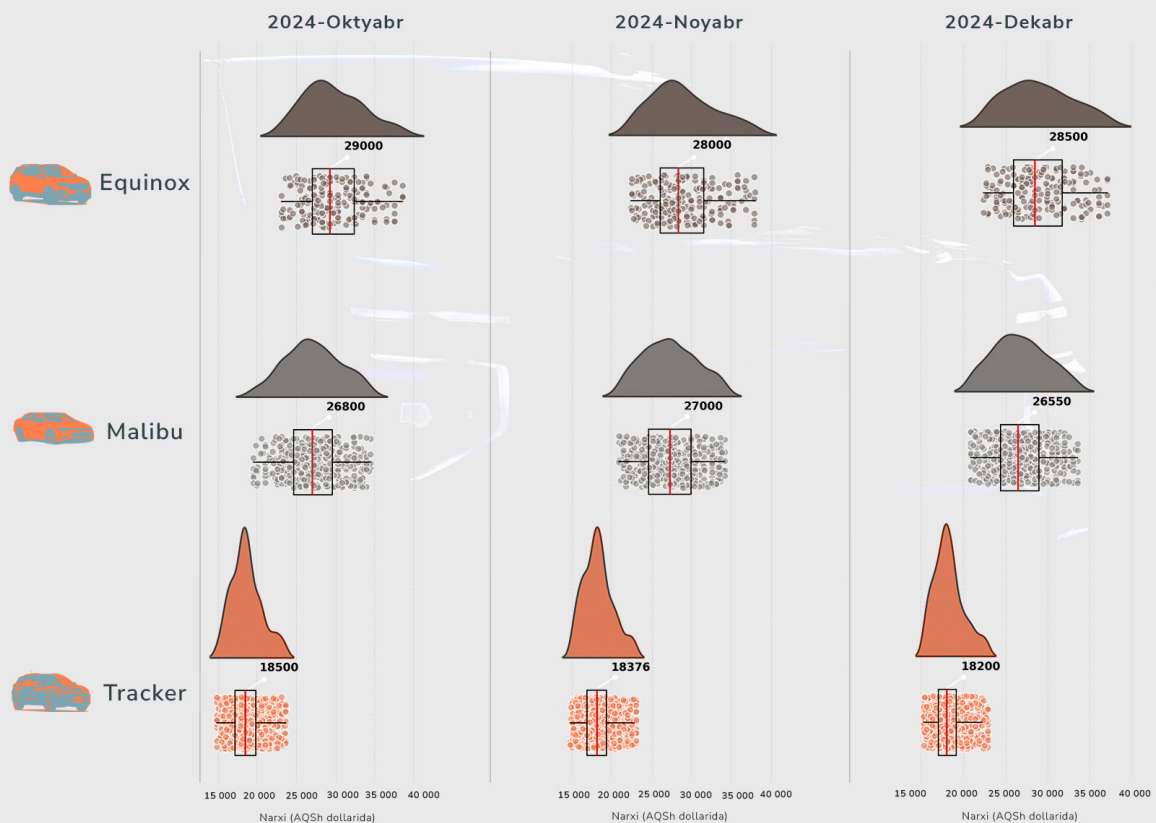 2024-Oktyabr 2024-Noyabr 2024-Dekabr
29000 28000 28500
Equinox
26800 27000 26550
Malibu
18500 18376 18200
Tracker
15 000 20 000 25 000 30 000 35 000 40 000 15 000 20 000 25 000 30 000 35 000 40 000 15 000 20 000 25 000 30 000 35 000 40 000
Narxi (AQSh dollarida) Narxi (AQSh dollarida) Narxi (AQSh dollarida)